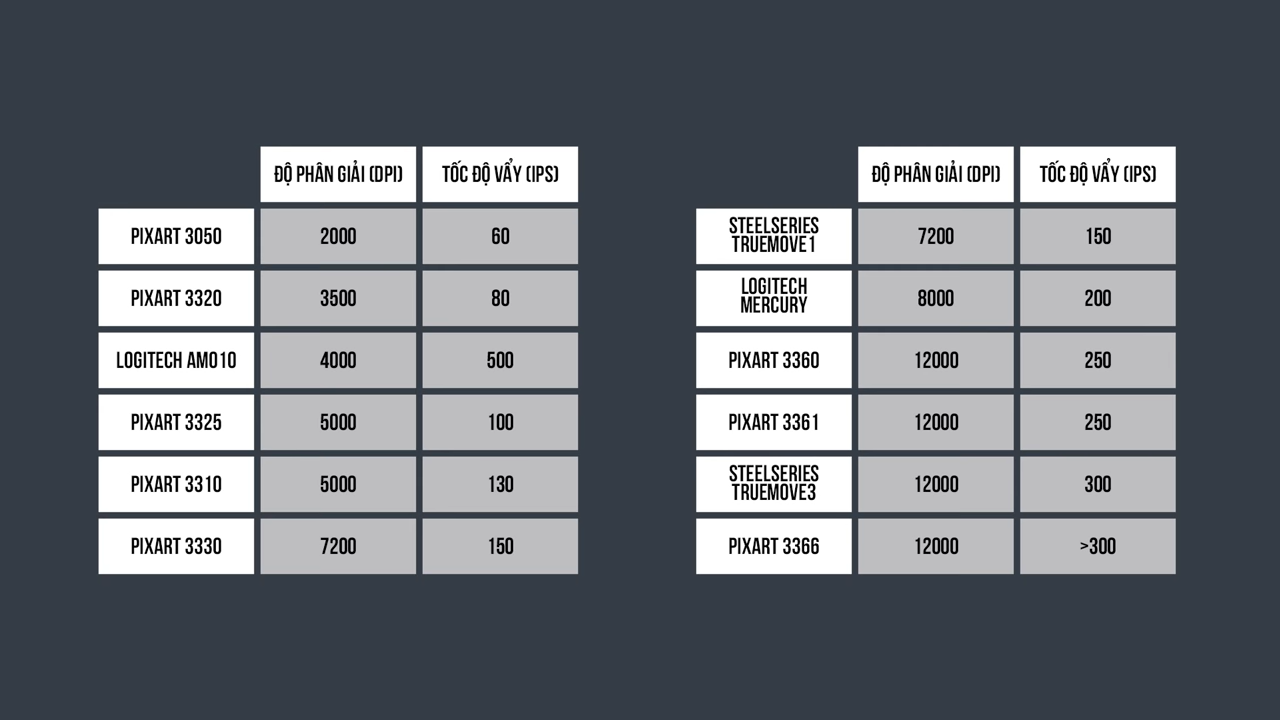 ĐỘ PHÂN GIẢI (DPI) TỐC ĐỘ VẨY (IPS)
PIXART 3050 2000 60
PIXART 3320 3500 80
LOGITECH AM010 4000 500
PIXART 3325 5000 100
PIXART 3310 5000 130
PIXART 3330 7200 150
ĐỘ PHÂN GIẢI (DPI) TỐC ĐỘ VẨY (IPS)
STEELSERIES
TRUEMOVE1 7200 150
LOGITECH
MERCURY 8000 200
PIXART 3360 12000 250
PIXART 3361 12000 250
STEELSERIES
TRUEMOVE3 12000 300
PIXART 3366 12000 >300